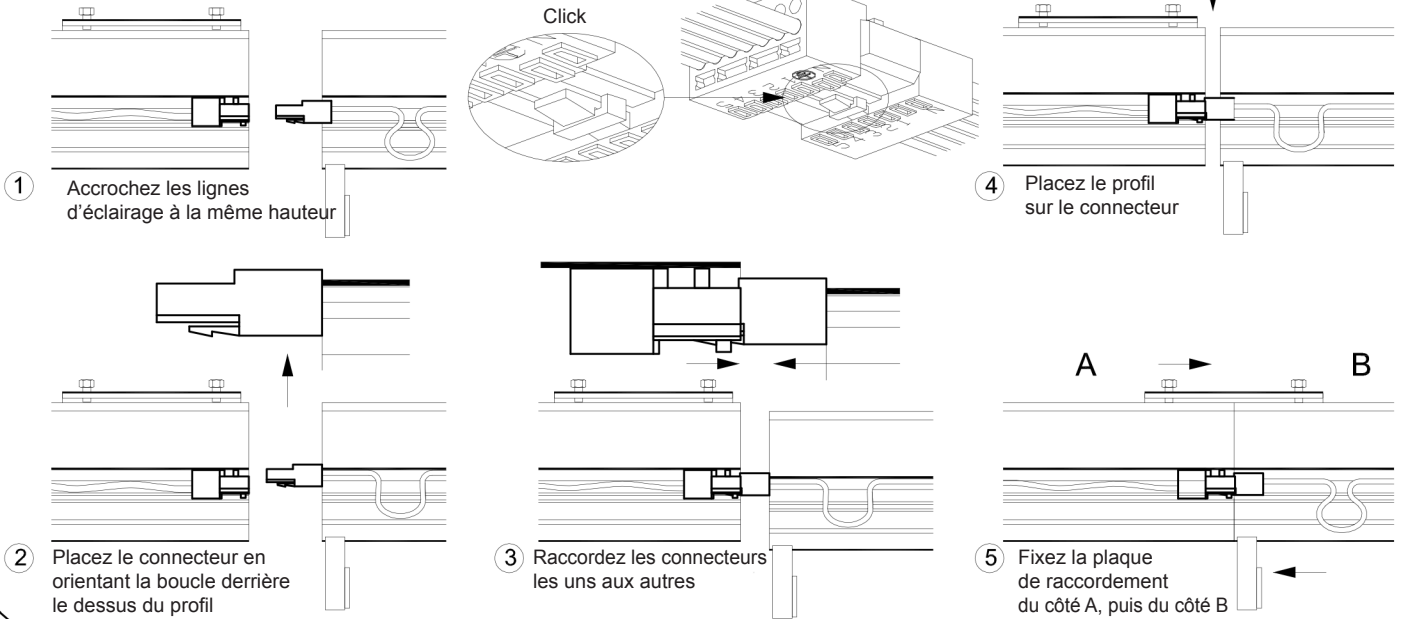 Click
1
Accrochez les lignes
d’éclairage à la même hauteur
4
Placez le profil
sur le connecteur
2
Placez le connecteur en
orientant la boucle derrière
le dessus du profil
3
Raccordez les connecteurs
les uns aux autres
A
B
5
Fixez la plaque
de raccordement
du côté A, puis du côté B